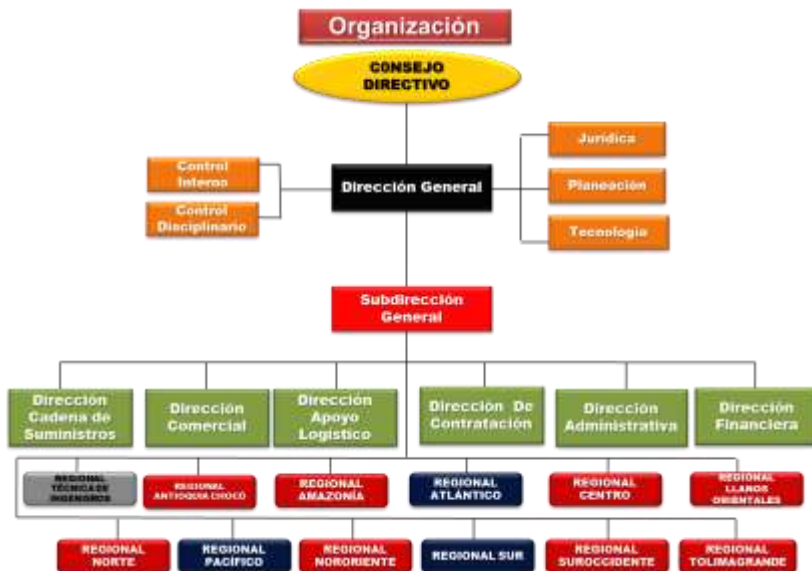 Organización
CONSEJO
DIRECTIVO
Control
Interno
Control
Disciplinario
Dirección General
Jurídica
Planeación
Tecnología
Subdirección
General
Dirección
Cadena de
Suministros
Dirección
Comercial
Dirección
Apoyo
Logístico
Dirección De
Contratación
Dirección
Administrativa
Dirección
Financiera
REGIONAL
TÉCNICA DE
INGENIEROS
REGIONAL
ANTIOQUIA CHOCÓ
REGIONAL
AMAZONÍA
REGIONAL
ATLÁNTICO
REGIONAL
CENTRO
REGIONAL
LLANOS
ORIENTALES
REGIONAL
NORTE
REGIONAL
PACÍFICO
REGIONAL
NORORIENTE
REGIONAL SUR
REGIONAL
SUROCCIDENTE
REGIONAL
TOLIMAGRANDE